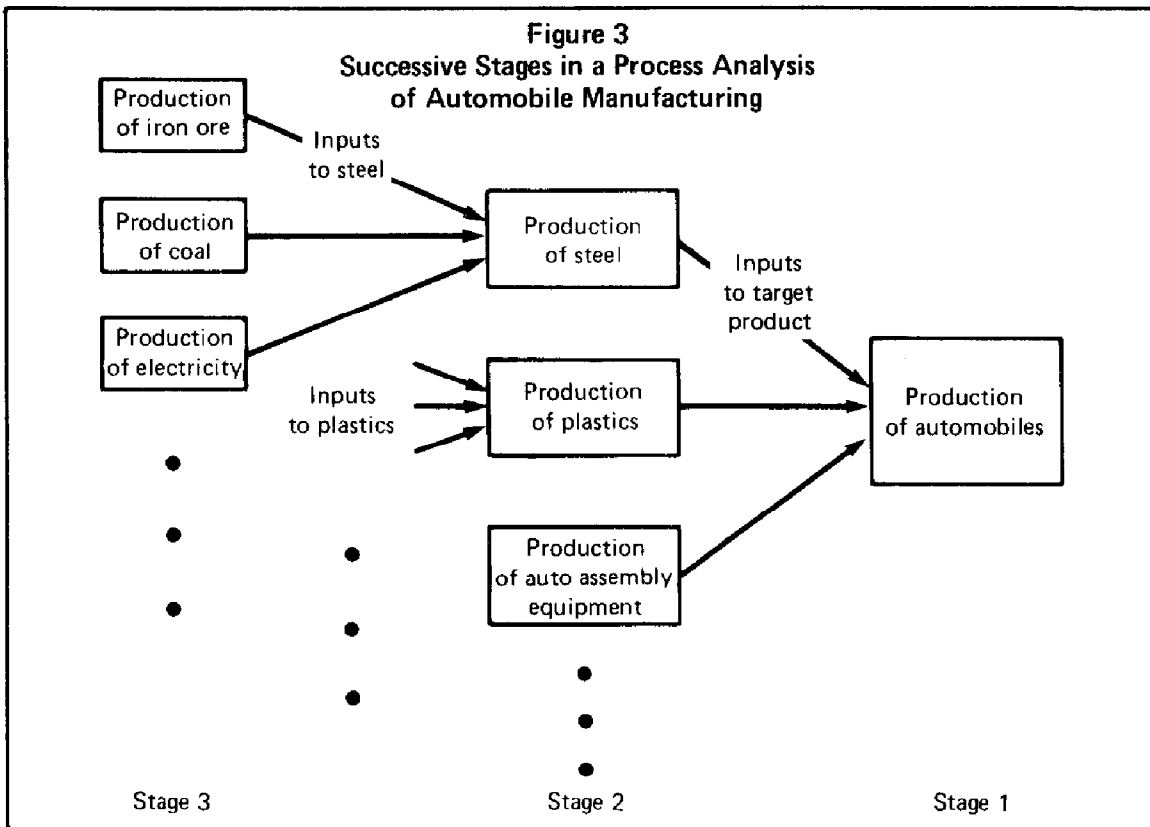 Figure 3
Successive Stages in a Process Analysis
of Automobile Manufacturing
Production
of iron ore
Inputs
to steel
Production
of coal
Production
of steel
Inputs
to target
product
Production
of electricity
Inputs
to plastics
Production
of plastics
Production
of automobiles
Production
of auto assembly
equipment
Stage 3
Stage 2
Stage 1